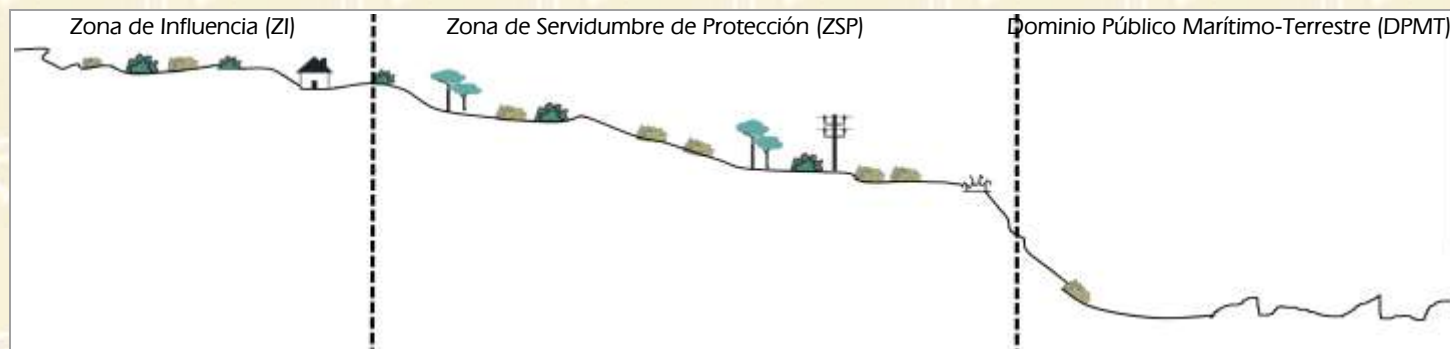 Zona de Influencia (ZI) Zona de Servidumbre de Protección (ZSP) Dominio Público Marítimo-Terrestre (DPMT)